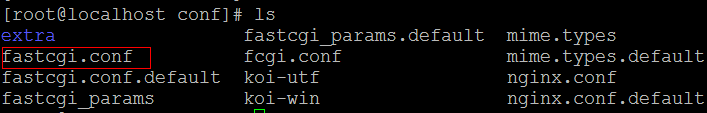 [root@localhost conf]# ls
extra fastcgi_params.default mime.types
fastcgi.conf fcgi.conf mime.types.default
fastcgi.conf.default koi-utf nginx.conf
fastcgi_params koi-win nginx.conf.default